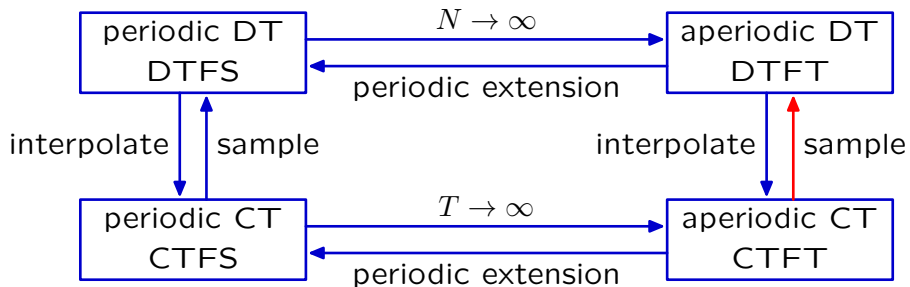 periodic DT
DTFS
N → ∞
periodic extension
aperiodic DT
DTFT
interpolate
sample
interpolate
sample
periodic CT
CTFS
T → ∞
periodic extension
aperiodic CT
CTFT